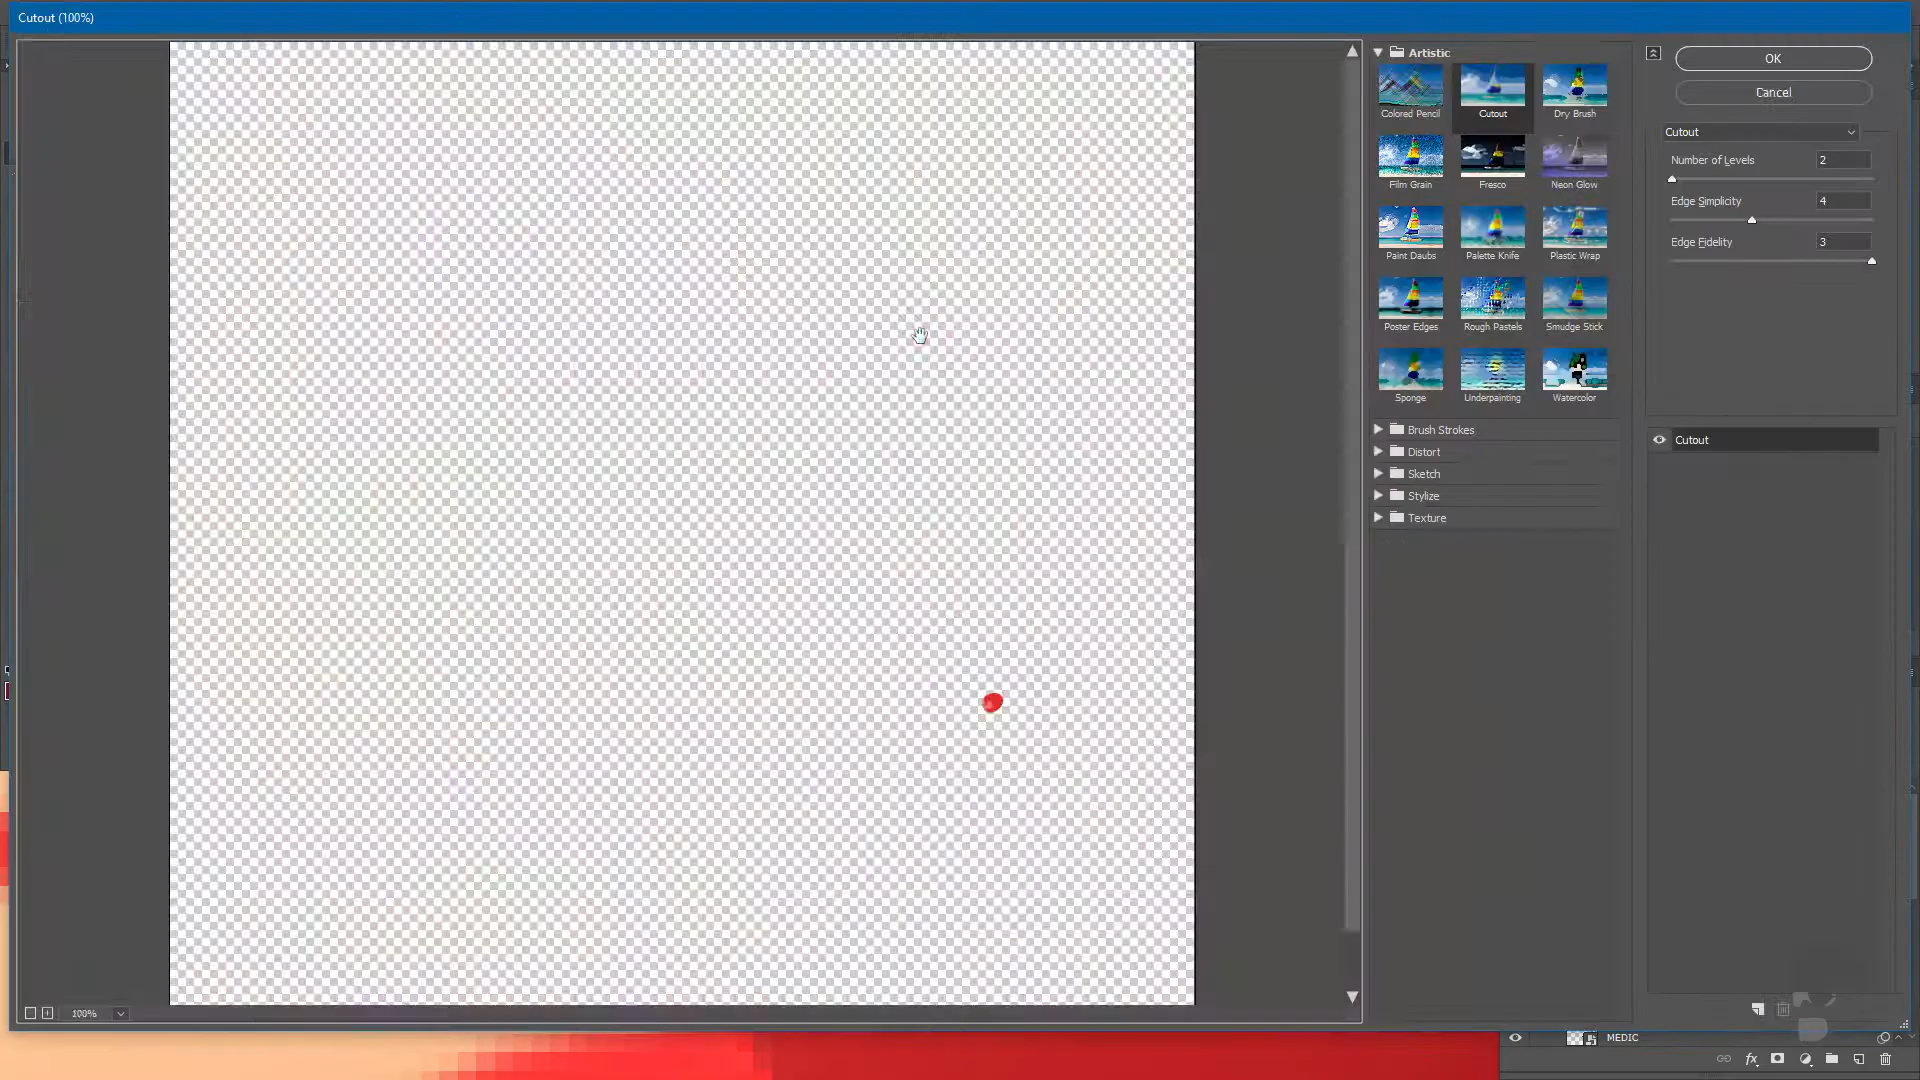 Cutout (100%)
Artistic
OK
Cancel
Colored Pencil
Cutout
Dry Brush
Cutout
Number of Levels
2
Film Grain
Fresco
Neon Glow
Edge Simplicity
4
Edge Fidelity
3
Paint Daubs
Palette Knife
Plastic Wrap
Poster Edges
Rough Pastels
Smudge Stick
Sponge
Underpainting
Watercolor
Brush Strokes
Distort
Sketch
Stylize
Texture
Cutout
100%
MEDIC
fx